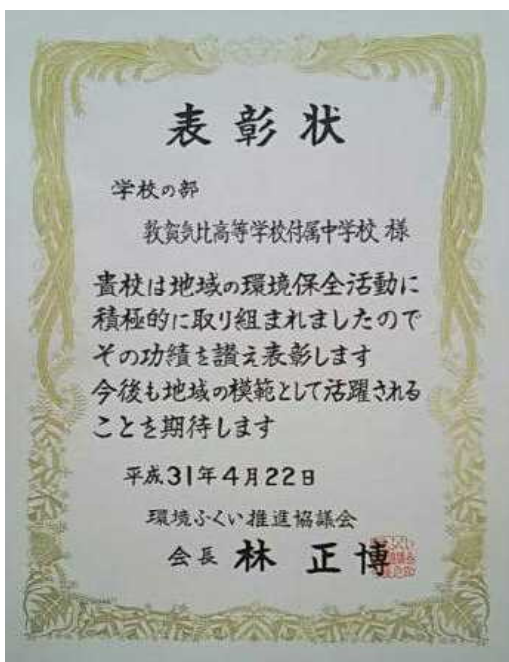 表彰状
学校の部
敦賀気比高等学校付属中学校 様
貴校は地域の環境保全活動に
積極的に取り組まれましたので
その功績を讃え表彰します
今後も地域の模範として活躍される
ことを期待します
平成31年4月22日
環境ふくい推進協議会
会長 林 正博